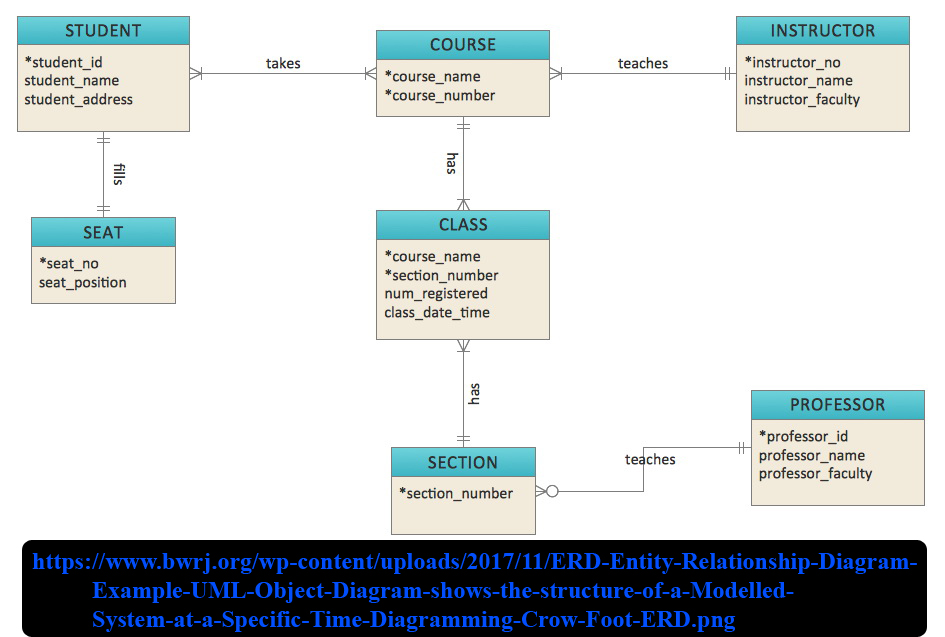 STUDENT
*student_id
student_name
student_address
takes
COURSE
*course_name
*course_number
teaches
INSTRUCTOR
*instructor_no
instructor_name
instructor_faculty
fills
has
SEAT
*seat_no
seat_position
CLASS
*course_name
*section_number
num_registered
class_date_time
has
SECTION
*section_number
teaches
PROFESSOR
*professor_id
professor_name
professor_faculty
https://www.bwrj.org/wp-content/uploads/2017/11/ERD-Entity-Relationship-Diagram-
Example-UML-Object-Diagram-shows-the-structure-of-a-Modelled-
System-at-a-Specific-Time-Diagramming-Crow-Foot-ERD.png